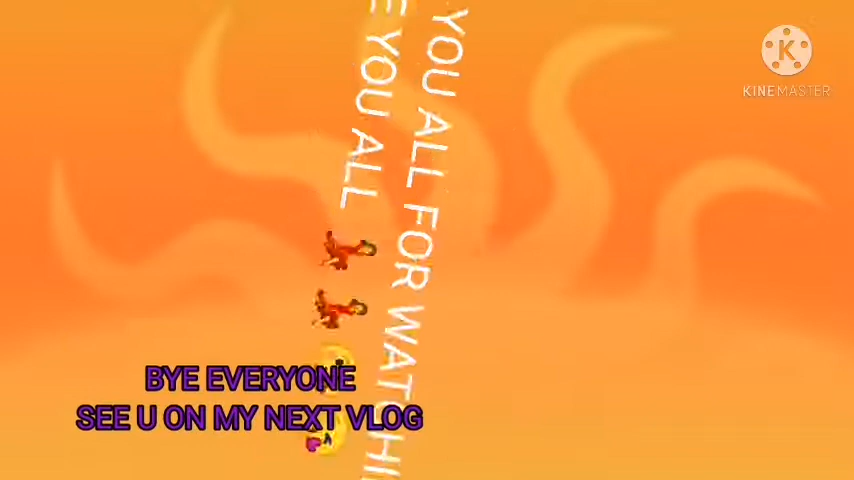 YOU ALL FOR WATCHI
E YOU ALL
KINEMASTER
BYE EVERYONE
SEE U ON MY NEXT VLOG